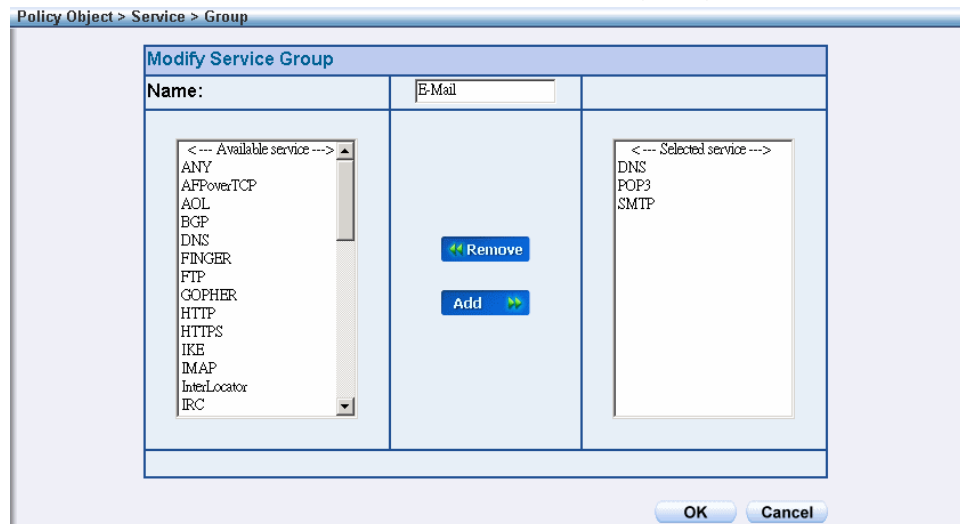 Policy Object > Service > Group
Modify Service Group
Name:
E-Mail
<--- Available service --->
ANY
AFPoverTCP
AOL
BGP
DNS
FINGER
FTP
GOPHER
HTTP
HTTPS
IKE
IMAP
InterLocator
IRC
Remove
Add
<--- Selected service --->
DNS
POP3
SMTP
OK
Cancel